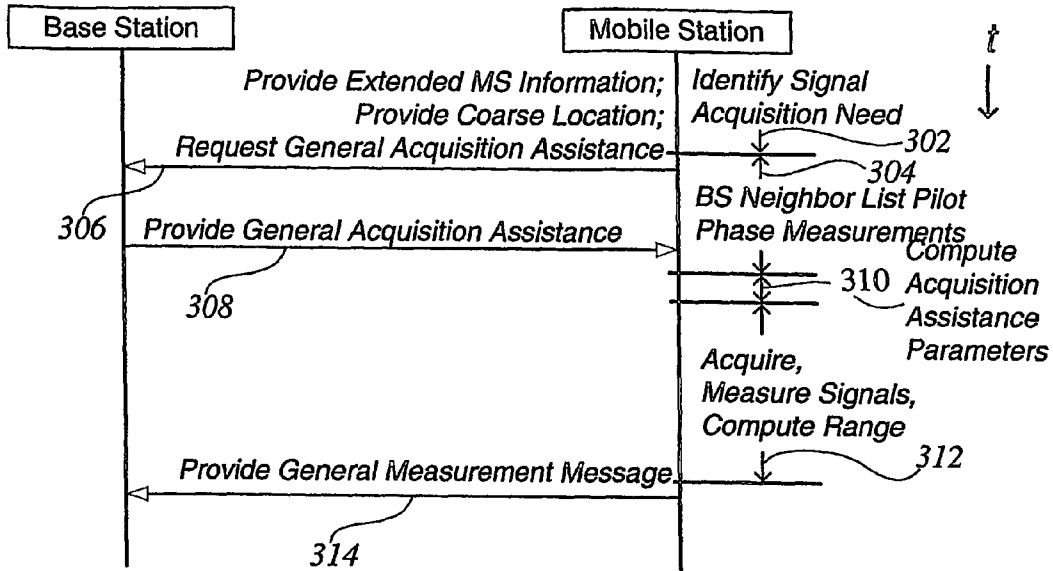 Base Station
Mobile Station
t
Provide Extended MS Information;
Provide Coarse Location;
Request General Acquisition Assistance
Identify Signal
Acquisition Need
302
304
306
BS Neighbor List Pilot
Phase Measurements
Provide General Acquisition Assistance
308
310
Compute
Acquisition
Assistance
Parameters
Acquire,
Measure Signals,
Compute Range
312
Provide General Measurement Message
314